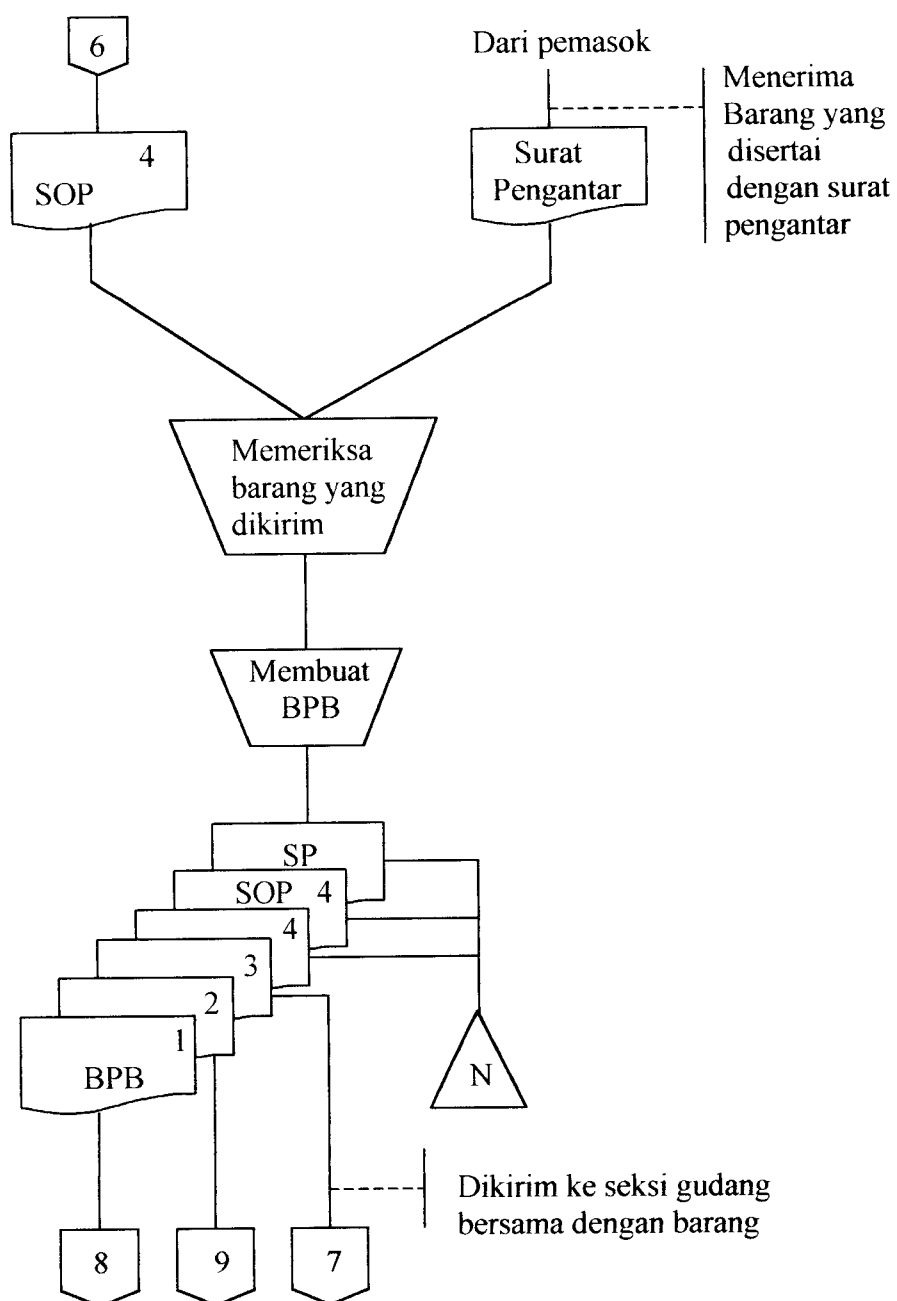 6
Dari pemasok
Menerima
Barang yang
disertai
dengan surat
pengantar
4
SOP
Surat
Pengantar
Memeriksa
barang yang
dikirim
Membuat
BPB
SP
SOP 4
4
3
2
1
BPB
N
Dikirim ke seksi gudang
bersama dengan barang
8
9
7